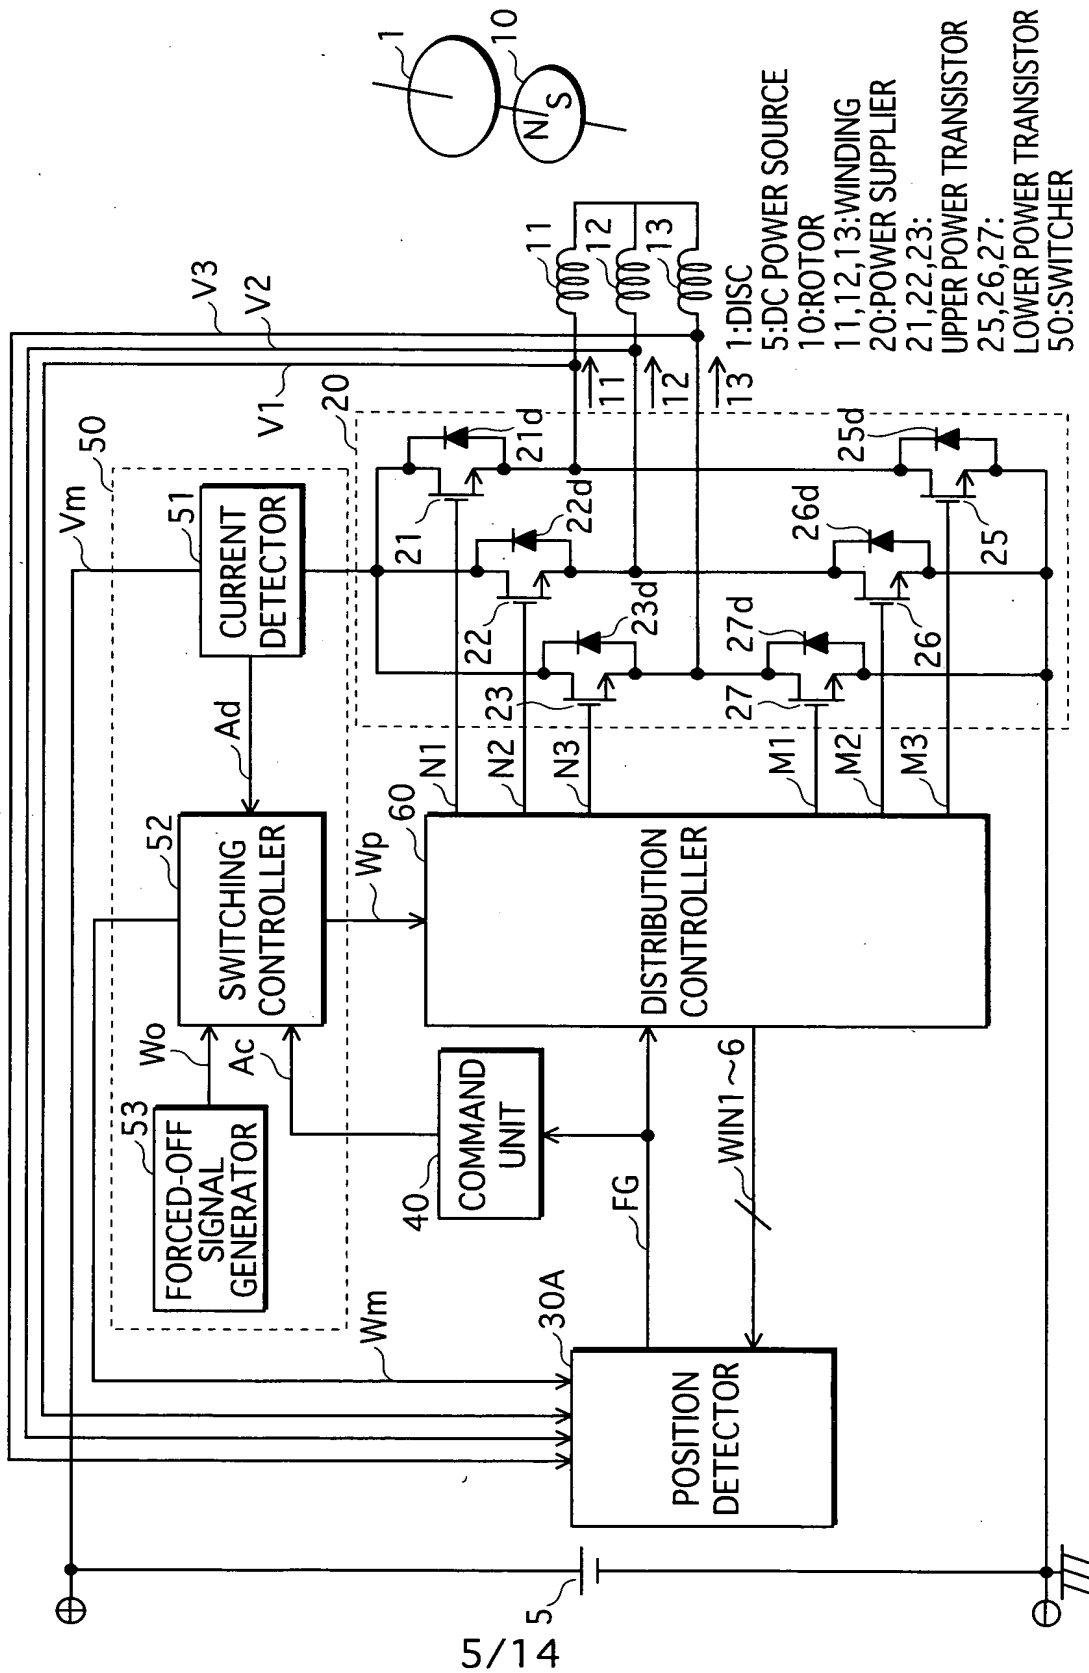 5/14
Vm
50
V1
V2
V3
53
FORCED-OFF
SIGNAL
GENERATOR
Wo
Ac
52
SWITCHING
CONTROLLER
Ad
51
CURRENT
DETECTOR
Wm
Wp
20
30A
POSITION
DETECTOR
FG
WIN1~6
40
COMMAND
UNIT
60
DISTRIBUTION
CONTROLLER
N1
N2
N3
M1
M2
M3
21
21d
22
22d
23
23d
27
27d
26
26d
25
25d
11
12
13
11
12
13
5
1
10
N
S
1:DISC
5:DC POWER SOURCE
10:ROTOR
11,12,13:WINDING
20:POWER SUPPLIER
21,22,23:
UPPER POWER TRANSISTOR
25,26,27:
LOWER POWER TRANSISTOR
50:SWITCHER